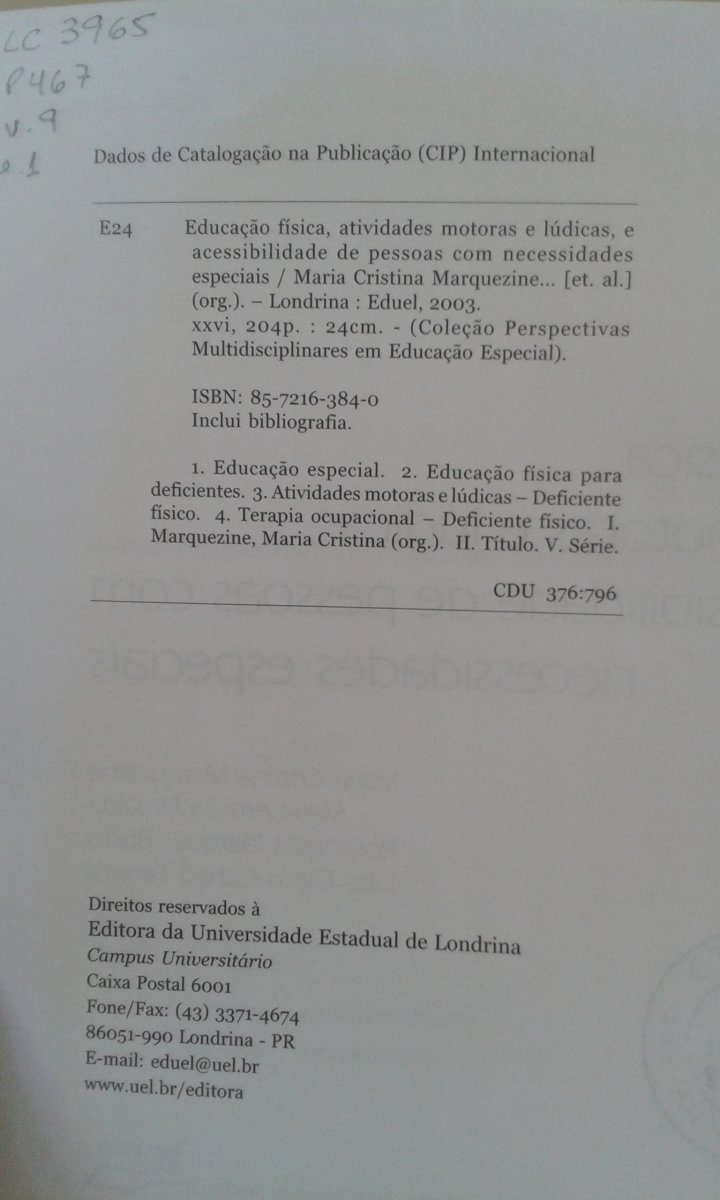 LC 3965
P467
v. 9
e 1
Dados de Catalogação na Publicação (CIP) Internacional
E24 Educação física, atividades motoras e lúdicas, e
acessibilidade de pessoas com necessidades
especiais / Maria Cristina Marquezine... [et. al.]
(org.). – Londrina : Eduel, 2003.
xxvi, 204p. : 24cm. - (Coleção Perspectivas
Multidisciplinares em Educação Especial).
ISBN: 85-7216-384-0
Inclui bibliografia.
1. Educação especial. 2. Educação física para
deficientes. 3. Atividades motoras e lúdicas – Deficiente
físico. 4. Terapia ocupacional – Deficiente físico. I.
Marquezine, Maria Cristina (org.). II. Título. V. Série.
CDU 376:796
necessidades especiais
Direitos reservados à
Editora da Universidade Estadual de Londrina
Campus Universitário
Caixa Postal 6001
Fone/Fax: (43) 3371-4674
86051-990 Londrina - PR
E-mail: eduel@uel.br
www.uel.br/editora